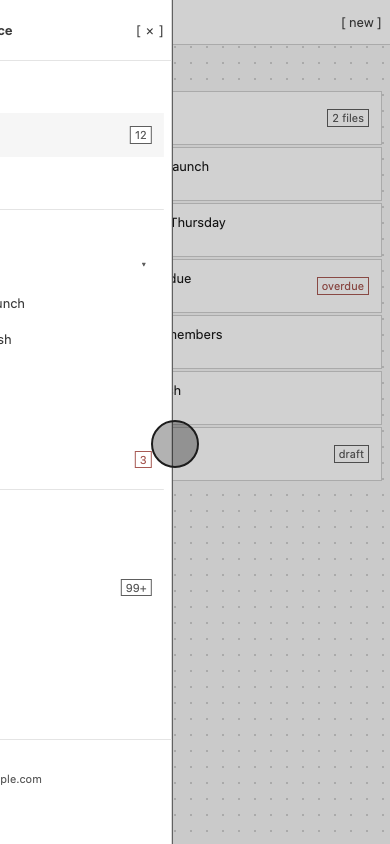 ce
[ × ]
[ new ]
12
2 files
aunch
Thursday
▾
due
overdue
unch
sh
members
h
3
draft
99+
ple.com